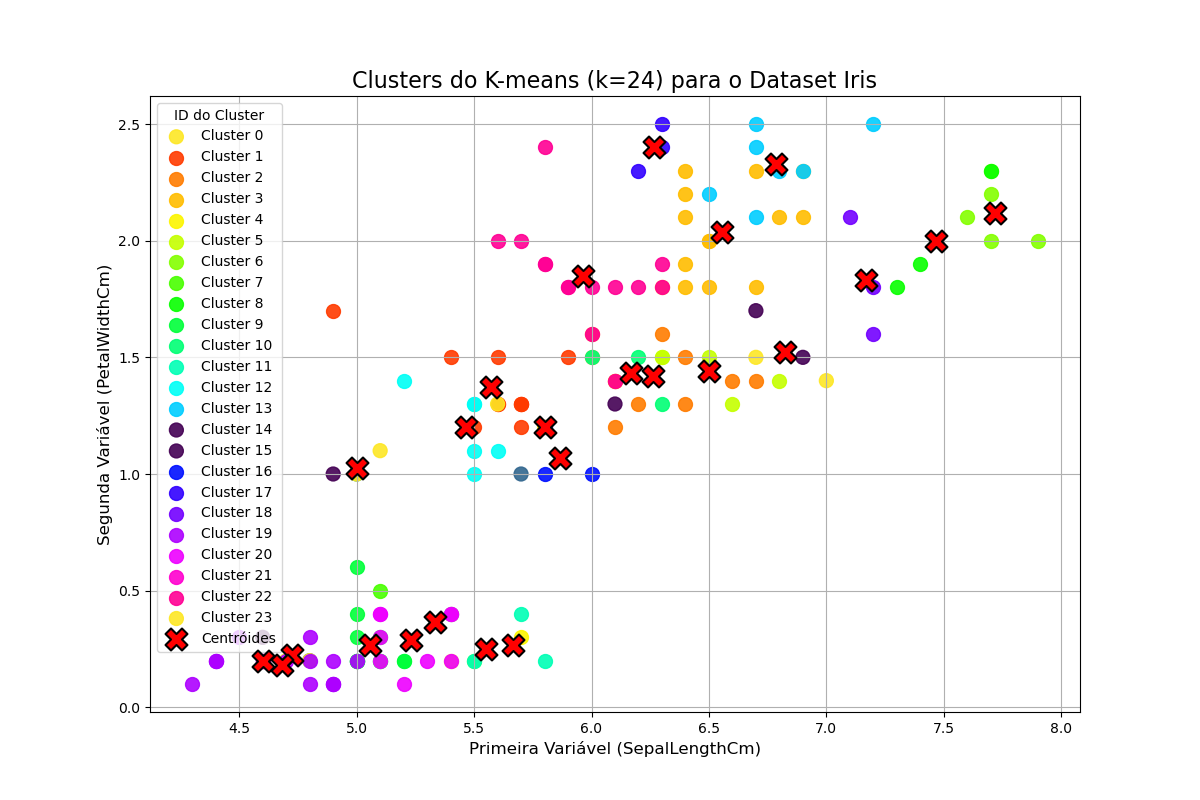 Clusters do K-means (k=24) para o Dataset Iris
ID do Cluster
Cluster 0
Cluster 1
Cluster 2
Cluster 3
Cluster 4
Cluster 5
Cluster 6
Cluster 7
Cluster 8
Cluster 9
Cluster 10
Cluster 11
Cluster 12
Cluster 13
Cluster 14
Cluster 15
Cluster 16
Cluster 17
Cluster 18
Cluster 19
Cluster 20
Cluster 21
Cluster 22
Cluster 23
Centróides
Segunda Variável (PetalWidthCm)
2.5
2.0
1.5
1.0
0.5
0.0
4.5 5.0 5.5 6.0 6.5 7.0 7.5 8.0
Primeira Variável (SepalLengthCm)